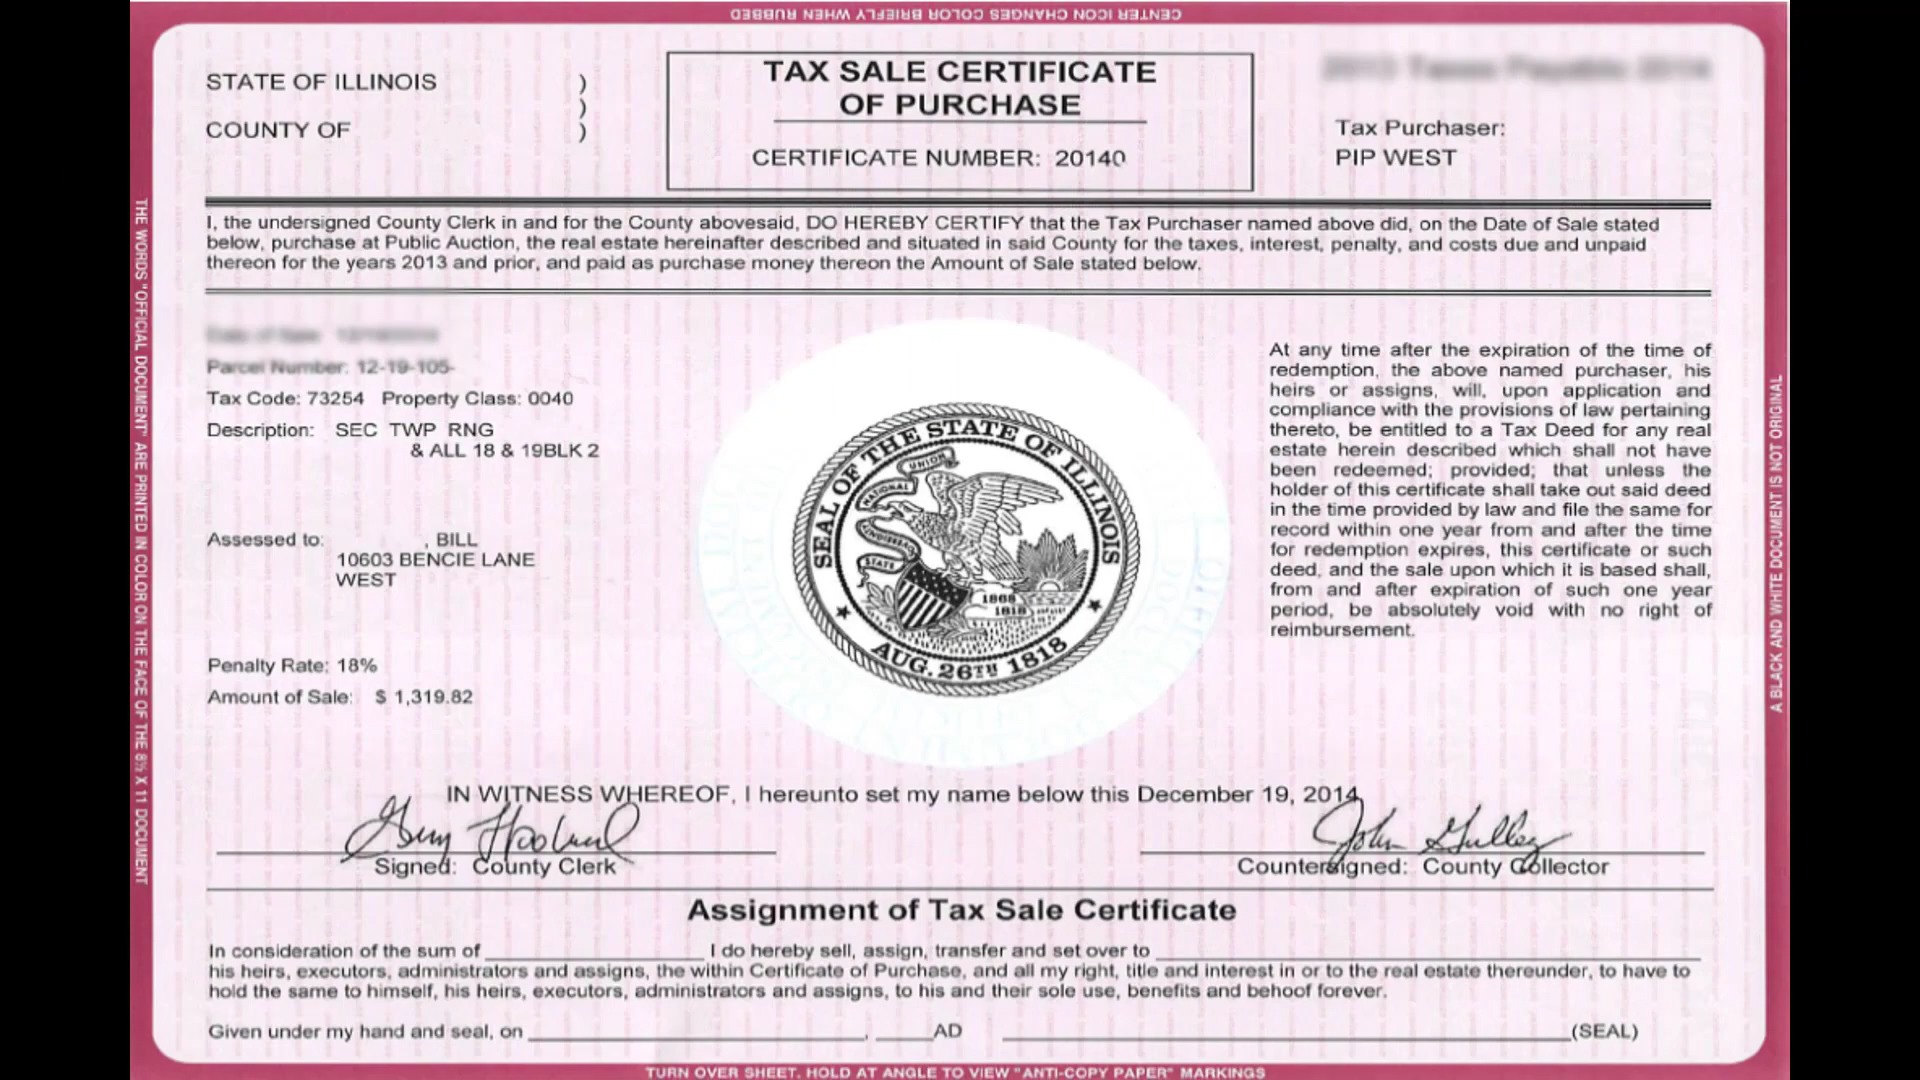 CENTER ICON CHANGES COLOR BRIEFLY WHEN RUBBED
STATE OF ILLINOIS )
)
COUNTY OF )
TAX SALE CERTIFICATE
OF PURCHASE
CERTIFICATE NUMBER: 20140
2013 Taxes Payable 2014
Tax Purchaser:
PIP WEST
I, the undersigned County Clerk in and for the County abovesaid, DO HEREBY CERTIFY that the Tax Purchaser named above did, on the Date of Sale stated
below, purchase at Public Auction, the real estate hereinafter described and situated in said County for the taxes, interest, penalty, and costs due and unpaid
thereon for the years 2013 and prior, and paid as purchase money thereon the Amount of Sale stated below.
Parcel Number: 12-19-105-
Tax Code: 73254 Property Class: 0040
Description: SEC TWP RNG
& ALL 18 & 19BLK 2
Assessed to: , BILL
10603 BENCIE LANE
WEST
Penalty Rate: 18%
Amount of Sale: $ 1,319.82
SEAL OF THE STATE OF ILLINOIS
UNION
NATIONAL
STATE
1868
1818
AUG. 26TH 1818
At any time after the expiration of the time of
redemption, the above named purchaser, his
heirs or assigns, will, upon application and
compliance with the provisions of law pertaining
thereto, be entitled to a Tax Deed for any real
estate herein described which shall not have
been redeemed; provided; that unless the
holder of this certificate shall take out said deed
in the time provided by law and file the same for
record within one year from and after the time
for redemption expires, this certificate or such
deed, and the sale upon which it is based shall,
from and after expiration of such one year
period, be absolutely void with no right of
reimbursement.
IN WITNESS WHEREOF, I hereunto set my name below this December 19, 2014
Signed: County Clerk
John Gulley
Countersigned: County Collector
Assignment of Tax Sale Certificate
In consideration of the sum of I do hereby sell, assign, transfer and set over to
his heirs, executors, administrators and assigns, the within Certificate of Purchase, and all my right, title and interest in or to the real estate thereunder, to have to
hold the same to himself, his heirs, executors, administrators and assigns, to his and their sole use, benefits and behoof forever.
Given under my hand and seal, on , AD (SEAL)
TURN OVER SHEET. HOLD AT ANGLE TO VIEW "ANTI-COPY PAPER" MARKINGS
THE WORDS "OFFICIAL DOCUMENT" ARE PRINTED IN COLOR ON THE FACE OF THE 8½ X 11 DOCUMENT
A BLACK AND WHITE DOCUMENT IS NOT ORIGINAL